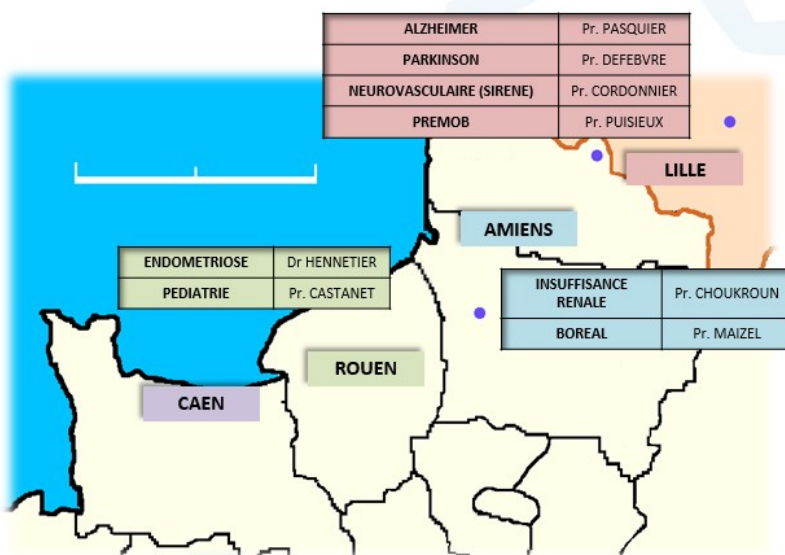 ALZHEIMER Pr. PASQUIER
PARKINSON Pr. DEFEBVRE
NEUROVASCULAIRE (SIRENE) Pr. CORDONNIER
PREMOB Pr. PUISIEUX
LILLE
AMIENS
ENDOMETRIOSE Dr HENNETIER
PEDIATRIE Pr. CASTANET
INSUFFISANCE
RENALE Pr. CHOUKROUN
BOREAL Pr. MAIZEL
ROUEN
CAEN